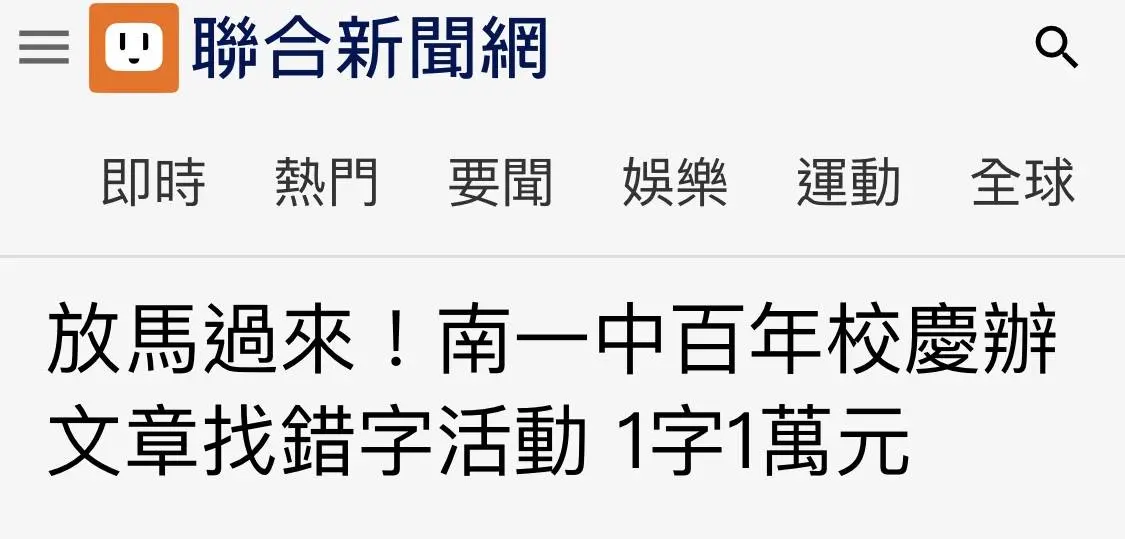 聯合新聞網
即時 熱門 要聞 娛樂 運動 全球
放馬過來！南一中百年校慶辦
文章找錯字活動 1字1萬元